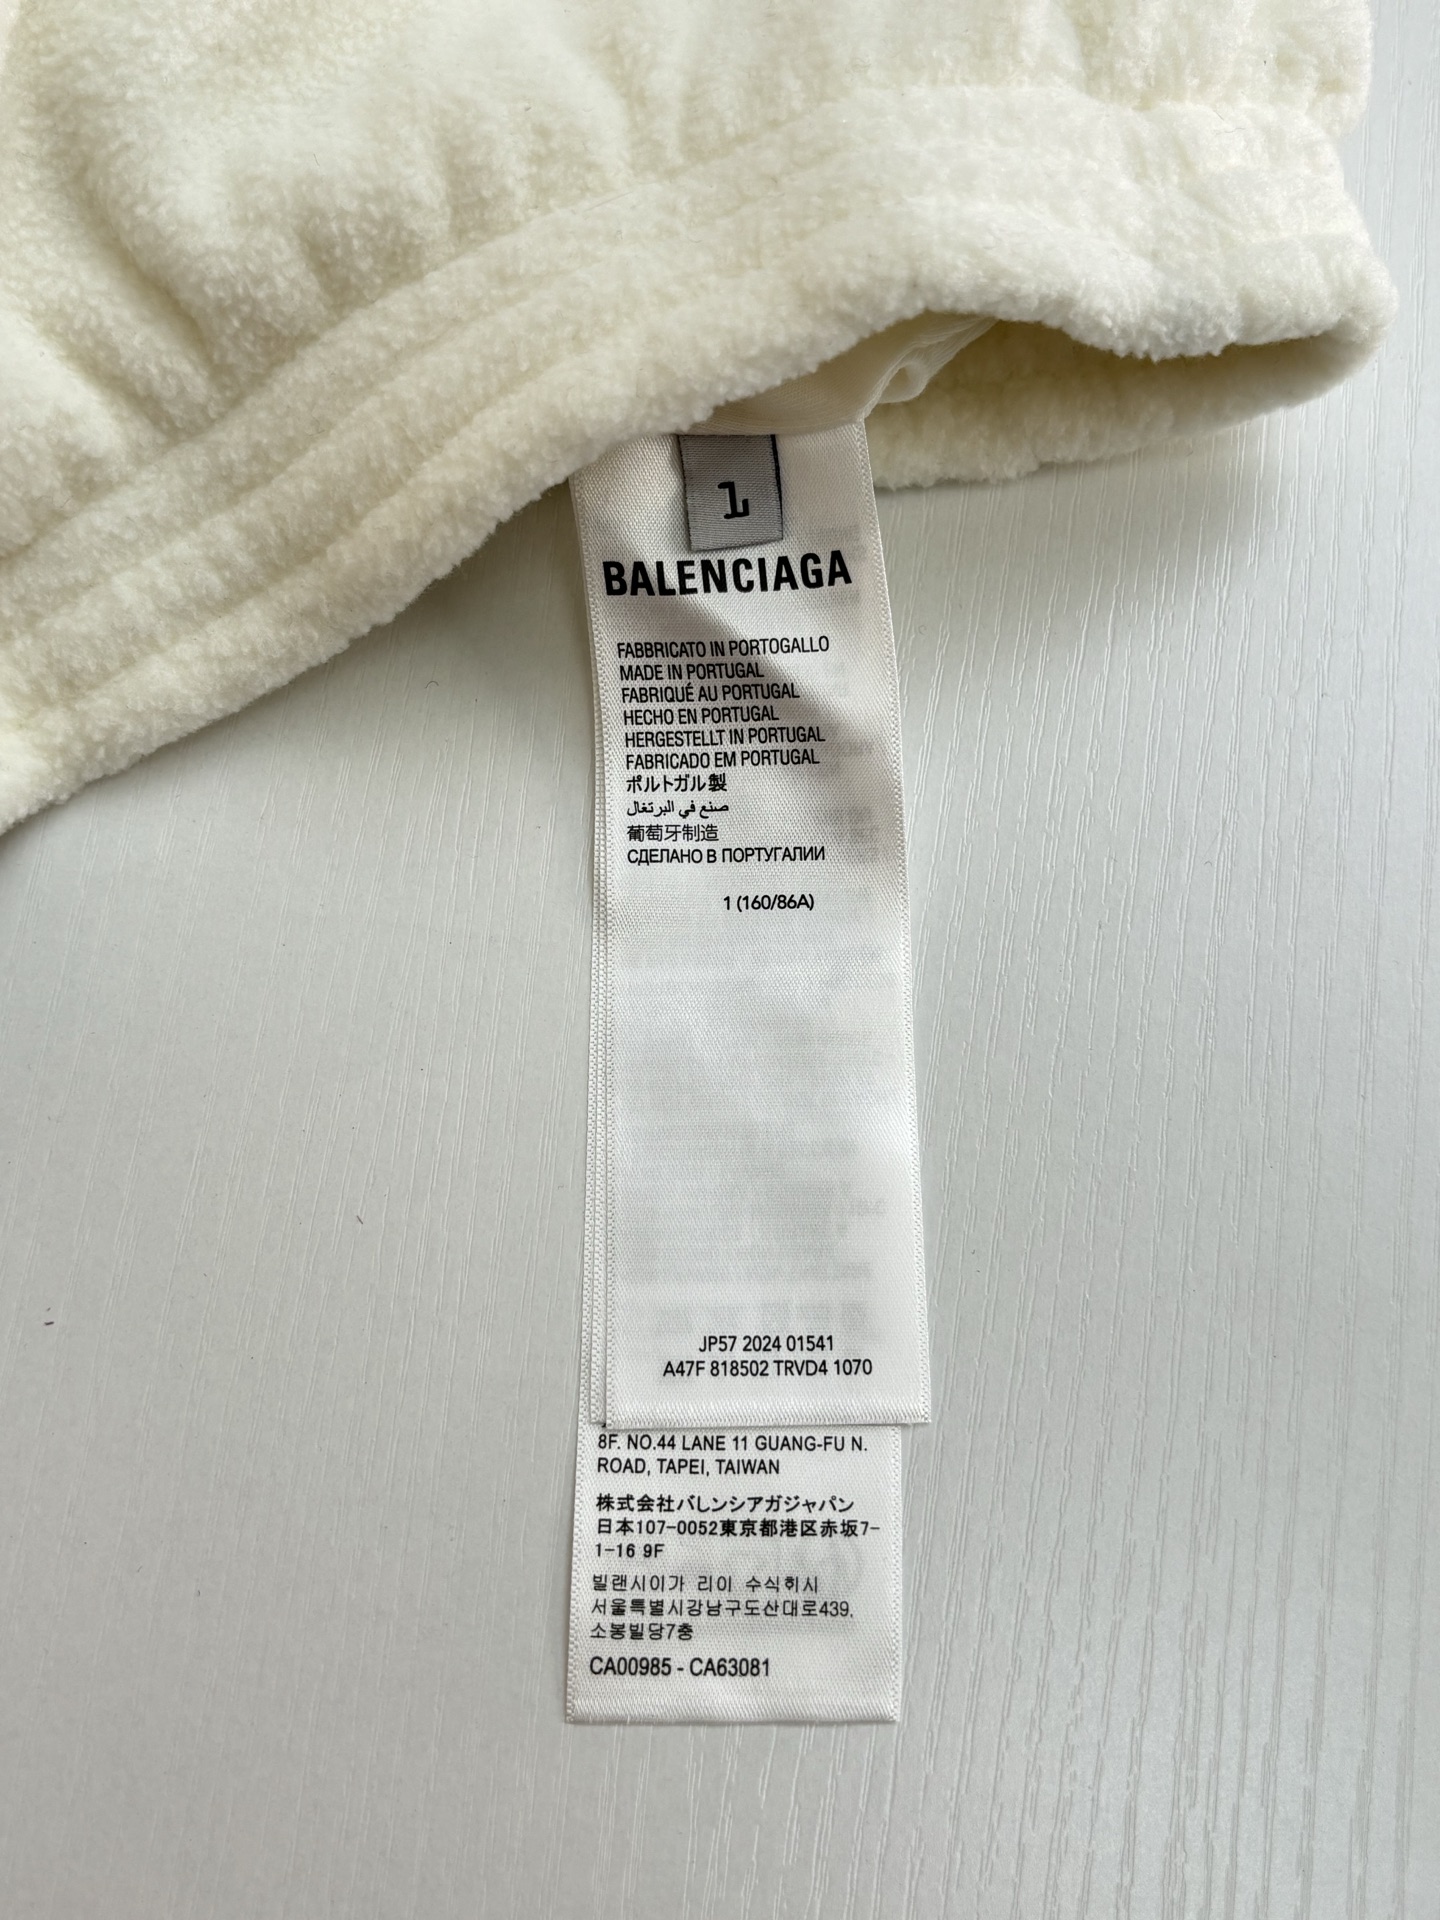 1
BALENCIAGA
FABBRICATO IN PORTOGALLO
MADE IN PORTUGAL
FABRIQUÉ AU PORTUGAL
HECHO EN PORTUGAL
HERGESTELLT IN PORTUGAL
FABRICADO EM PORTUGAL
ポルトガル製
صنع في البرتغال
葡萄牙制造
СДЕЛАНО В ПОРТУГАЛИИ
1 (160/86A)
JP57 2024 01541
A47F 818502 TRVD4 1070
8F. NO.44 LANE 11 GUANG-FU N.
ROAD, TAPEI, TAIWAN
株式会社バレンシアガジャパン
日本107-0052東京都港区赤坂7-
1-16 9F
빌랜시이가 리이 수식히시
서울특별시강남구도산대로439,
소봉빌당7층
CA00985 - CA63081